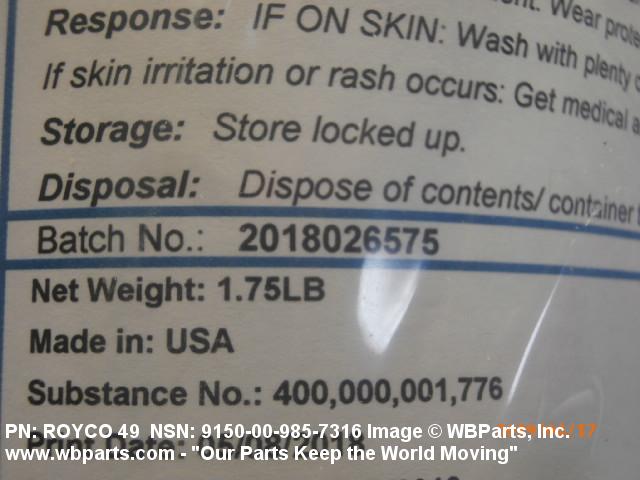 Wear
Response: IF ON SKIN: Wash with plenty
If skin irritation or rash occurs: Get medical
Storage: Store locked up.
Disposal: Dispose of contents/ container
Batch No.: 2018026575
Net Weight: 1.75LB
Made in: USA
Substance No.: 400,000,001,776
PN: ROYCO 49 NSN: 9150-00-985-7316 Image © WBParts, Inc.
Print Date:
www.wbparts.com - "Our Parts Keep the World Moving"